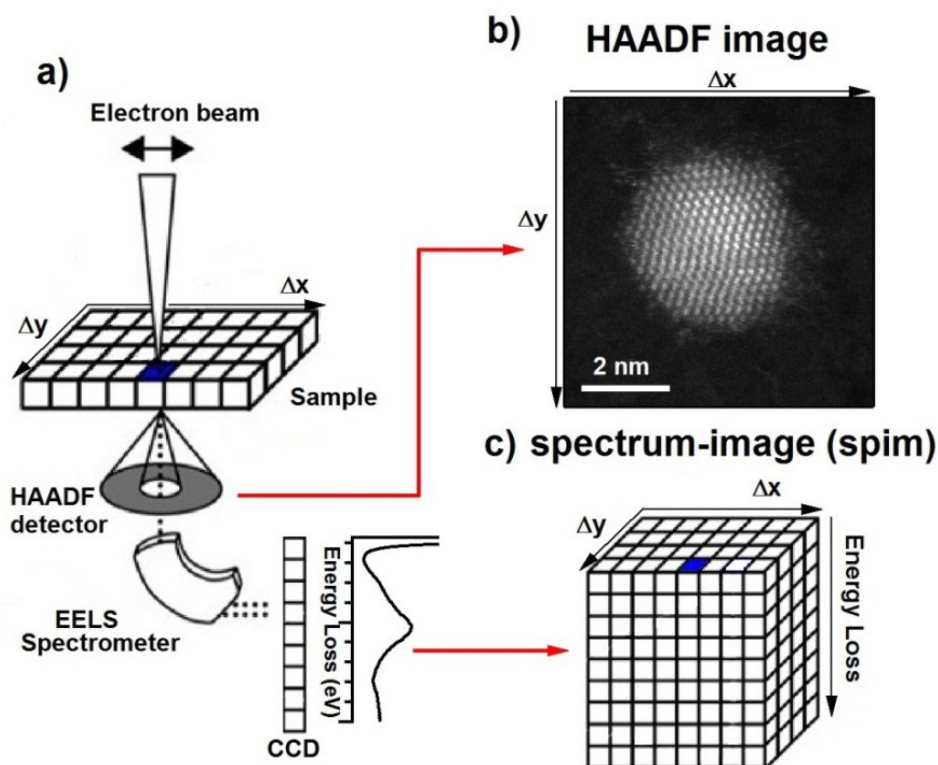 a)
Electron beam
Δx
Δy
Sample
HAADF
detector
EELS
Spectrometer
CCD
Energy Loss (eV)
b)
HAADF image
Δx
Δy
2 nm
c) spectrum-image (spim)
Δx
Δy
Energy Loss